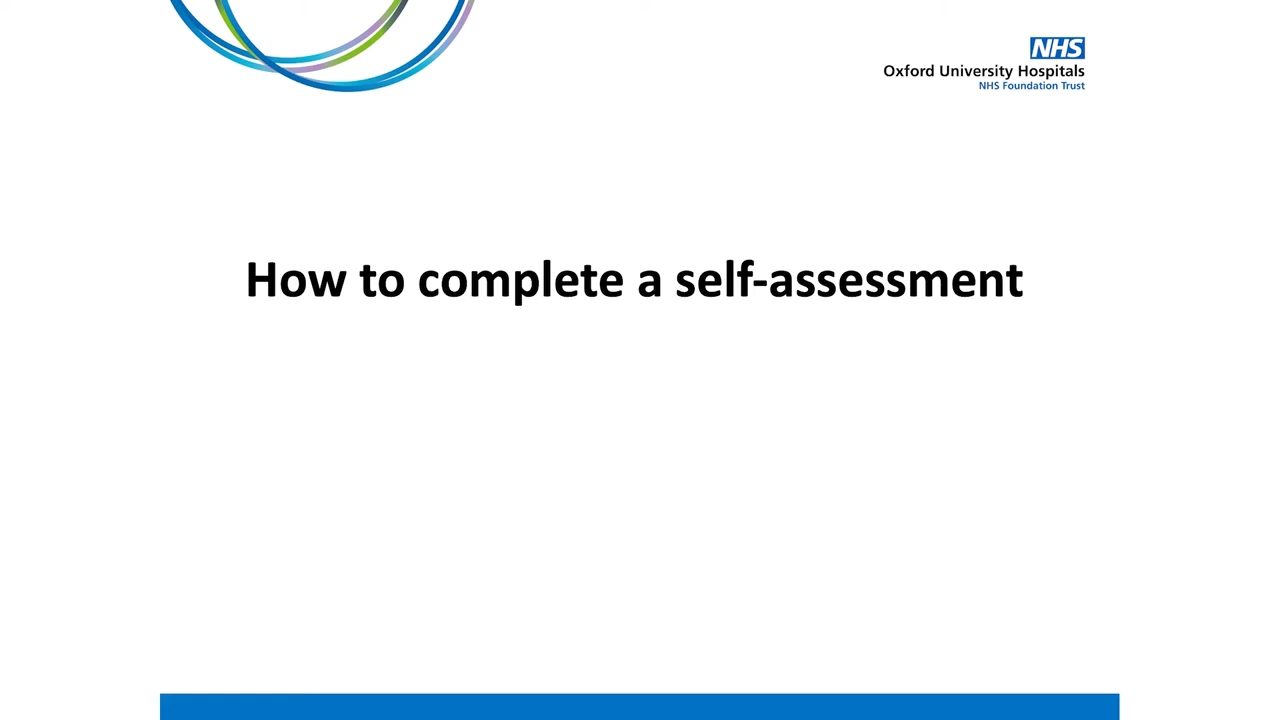 NHS
Oxford University Hospitals
NHS Foundation Trust
How to complete a self-assessment